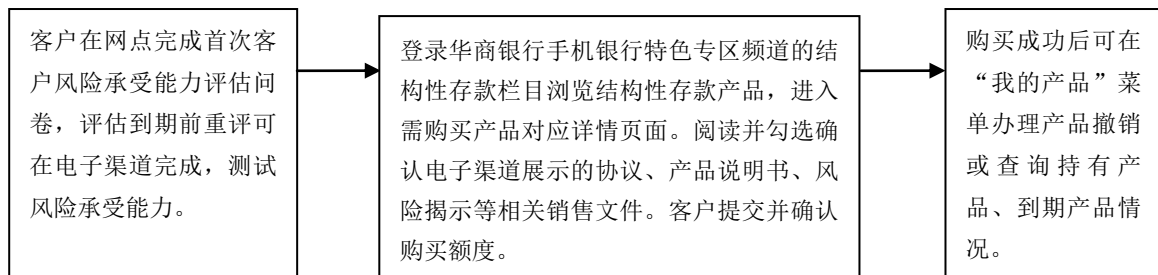 客户在网点完成首次客
户风险承受能力评估问
卷，评估到期前重评可
在电子渠道完成，测试
风险承受能力。
登录华商银行手机银行特色专区频道的结
构性存款栏目浏览结构性存款产品，进入
需购买产品对应详情页面。阅读并勾选确
认电子渠道展示的协议、产品说明书、风
险揭示等相关销售文件。客户提交并确认
购买额度。
购买成功后可在
“我的产品”菜
单办理产品撤销
或查询持有产
品、到期产品情
况。